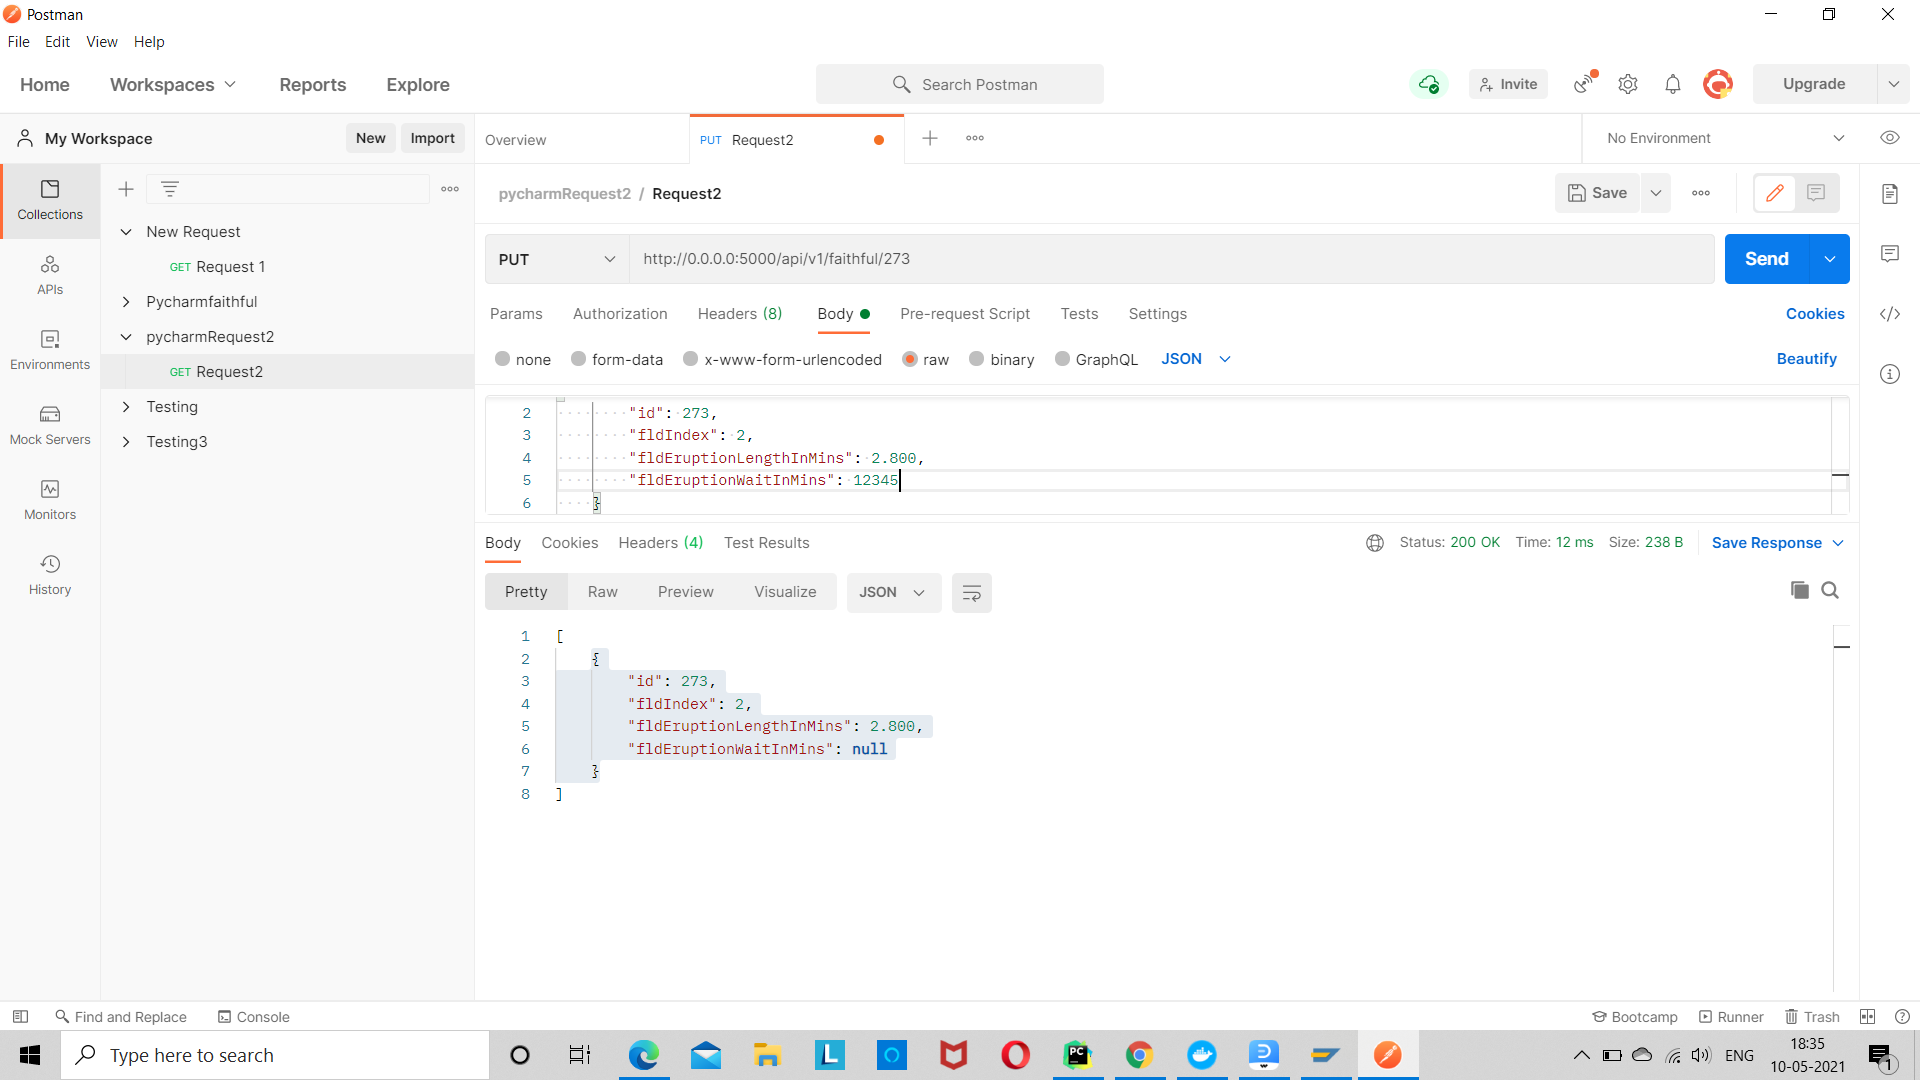 Postman
File Edit View Help
Home Workspaces Reports Explore Search Postman Invite Upgrade
My Workspace New Import Overview PUT Request2 No Environment
Collections
APIs
Environments
Mock Servers
Monitors
History
New Request
GET Request 1
Pycharmfaithful
pycharmRequest2
GET Request2
Testing
Testing3
pycharmRequest2 / Request2 Save
PUT http://0.0.0.0:5000/api/v1/faithful/273 Send
Params Authorization Headers (8) Body Pre-request Script Tests Settings Cookies
none form-data x-www-form-urlencoded raw binary GraphQL JSON Beautify
2 "id": 273,
3 "fldIndex": 2,
4 "fldEruptionLengthInMins": 2.800,
5 "fldEruptionWaitInMins": 12345
6 }
Body Cookies Headers (4) Test Results Status: 200 OK Time: 12 ms Size: 238 B Save Response
Pretty Raw Preview Visualize JSON
1 [
2 {
3 "id": 273,
4 "fldIndex": 2,
5 "fldEruptionLengthInMins": 2.800,
6 "fldEruptionWaitInMins": null
7 }
8 ]
Find and Replace Console Bootcamp Runner Trash
Type here to search
L
PC
ENG
18:35
10-05-2021
1